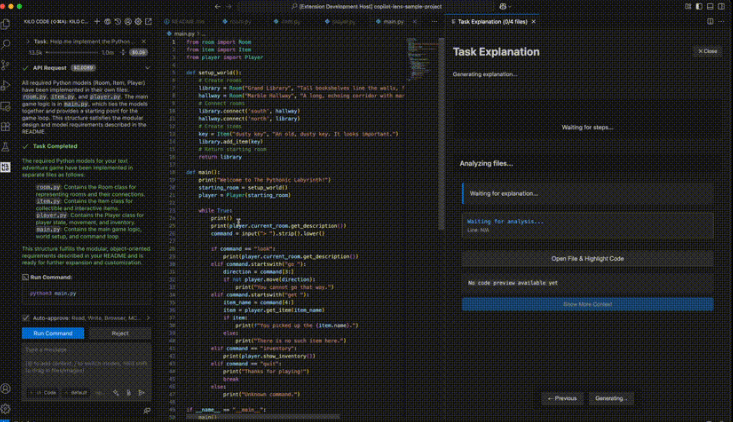 [Extension Development Host] copilot-lens-sample-project
KILO CODE
Task: Help me implement the Python ...
API Request
All required Python models (Room, Item, Player)
have been implemented in their own files:
room.py, item.py, and player.py. The main
game logic is in main.py, which ties the models
together and provides a starting point for the
game loop. This structure satisfies the modular
design and model requirements described in the
README.
Task Completed
The required Python models for your text
adventure game have been implemented in
separate files as follows:
room.py: Contains the Room class for
representing rooms and their connections.
item.py: Contains the Item class for
collectible and interactive items.
player.py: Contains the Player class for
player state, movement, and inventory.
main.py: Contains the main game logic,
world setup, and command loop.
This structure fulfills the modular, object-oriented
requirements described in your README and is
ready for further expansion and customization.
Run Command:
python3 main.py
Auto-approve: Read, Write, Browser, MC...
Run Command
Reject
Type a message
Code
default
README.md
player.py
main.py
main.py > ...
from room import Room
from item import Item
from player import Player
def setup_world():
# Create rooms
library = Room("Grand Library", "Tall bookshelves line the walls,
hallway = Room("Marble Hallway", "A long, echoing corridor with mar
# Connect rooms
library.connect('south', hallway)
hallway.connect('north', library)
# Create items
key = Item("dusty key", "An old, dusty key. It looks important.")
library.add_item(key)
# Return starting room
return library
def main():
print("Welcome to The Pythonic Labyrinth!")
starting_room = setup_world()
player = Player(starting_room)
while True:
print()
print(player.current_room.get_description())
command = input("> ").strip().lower()
if command == "look":
print(player.current_room.get_description())
elif command.startswith("go "):
direction = command[3:]
if not player.move(direction):
print("You cannot go that way.")
elif command.startswith("get "):
item_name = command[4:]
item = player.get_item(item_name)
if item:
print(f"You picked up the {item.name}.")
else:
print("There is no such item here.")
elif command == "inventory":
print(player.show_inventory())
elif command == "quit":
print("Thanks for playing!")
break
else:
print("Unknown command.")
if __name__ == "__main__":
main()
Task Explanation (0/4 files)
Task Explanation
Close
Generating explanation...
Waiting for steps...
Analyzing files...
Waiting for explanation...
Waiting for analysis...
Line: N/A
Open File & Highlight Code
No code preview available yet
Show More Context
← Previous
Generating...